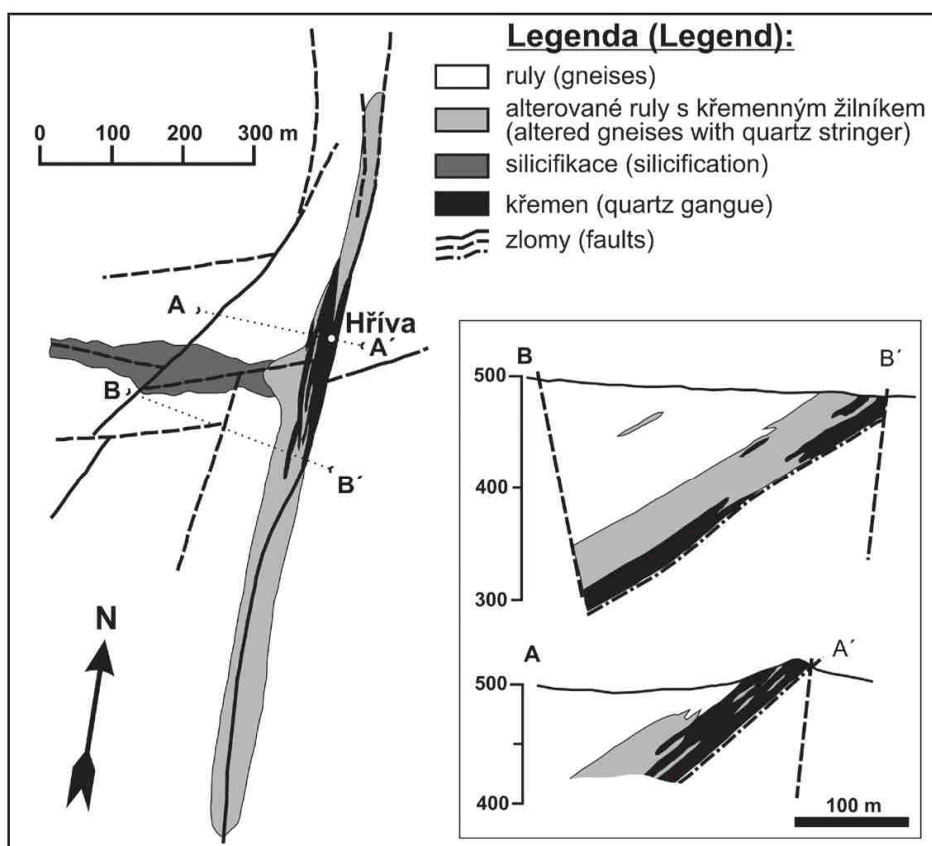 Legenda (Legend):
ruly (gneises)
alterované ruly s křemenným žilníkem
(altered gneises with quartz stringer)
silicifikace (silicification)
křemen (quartz gangue)
zlomy (faults)
0 100 200 300 m
A
Hříva
A´
B
B´
N
B
B´
500
400
300
A
A´
500
400
100 m